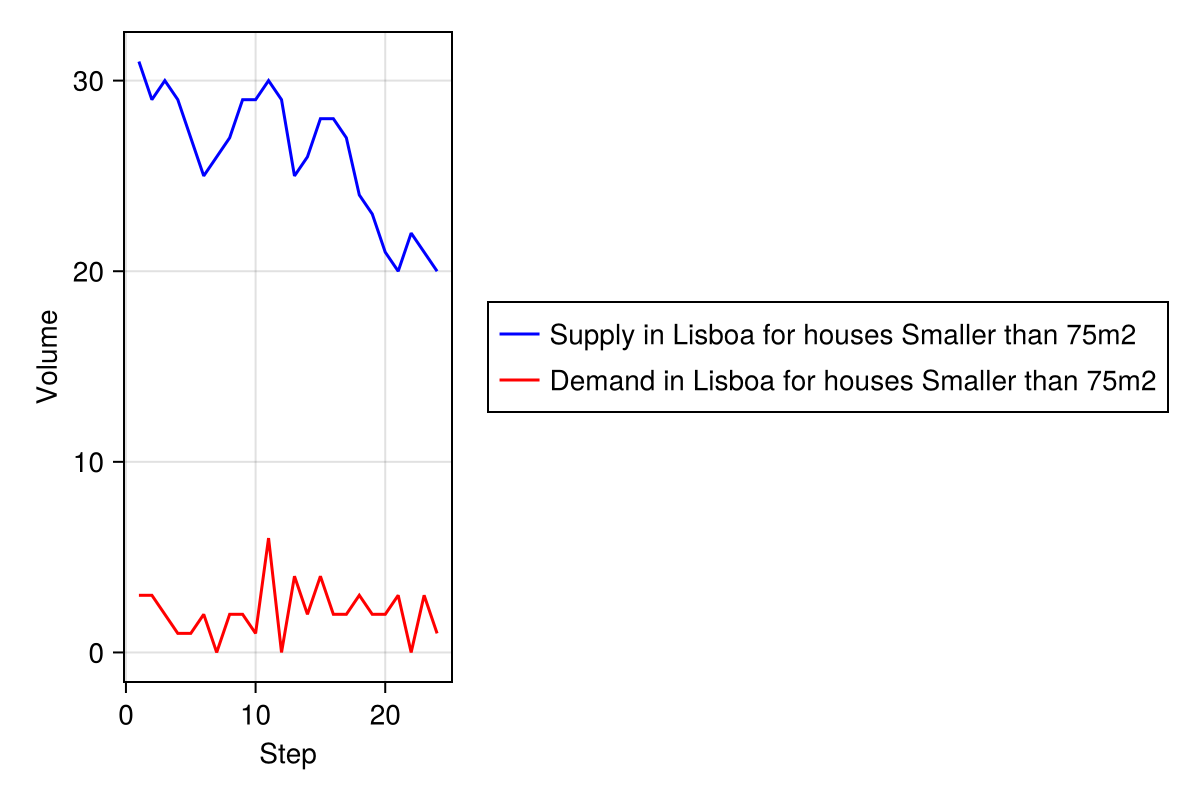 Volume
30
20
10
0
0 10 20
Step
Supply in Lisboa for houses Smaller than 75m2
Demand in Lisboa for houses Smaller than 75m2